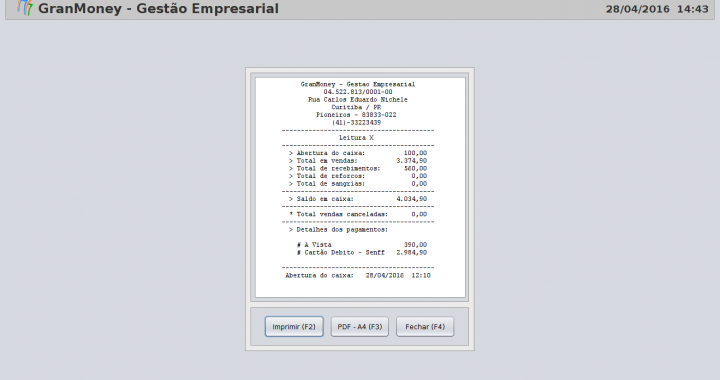 GranMoney - Gestão Empresarial
28/04/2016 14:43
GranMoney - Gestao Empresarial
04.522.813/0001-00
Rua Carlos Eduardo Nichele
Curitiba / PR
Pioneiros - 83833-022
(41)-33223439
Leitura X
> Abertura do caixa: 100,00
> Total em vendas: 3.374,90
> Total de recebimentos: 560,00
> Total de reforcos: 0,00
> Total de sangrias: 0,00
> Saldo em caixa: 4.034,90
* Total vendas canceladas: 0,00
> Detalhes dos pagamentos:
# À Vista 390,00
# Cartão Debito - Senff 2.984,90
Abertura do caixa: 28/04/2016 12:10
Imprimir (F2)
PDF - A4 (F3)
Fechar (F4)